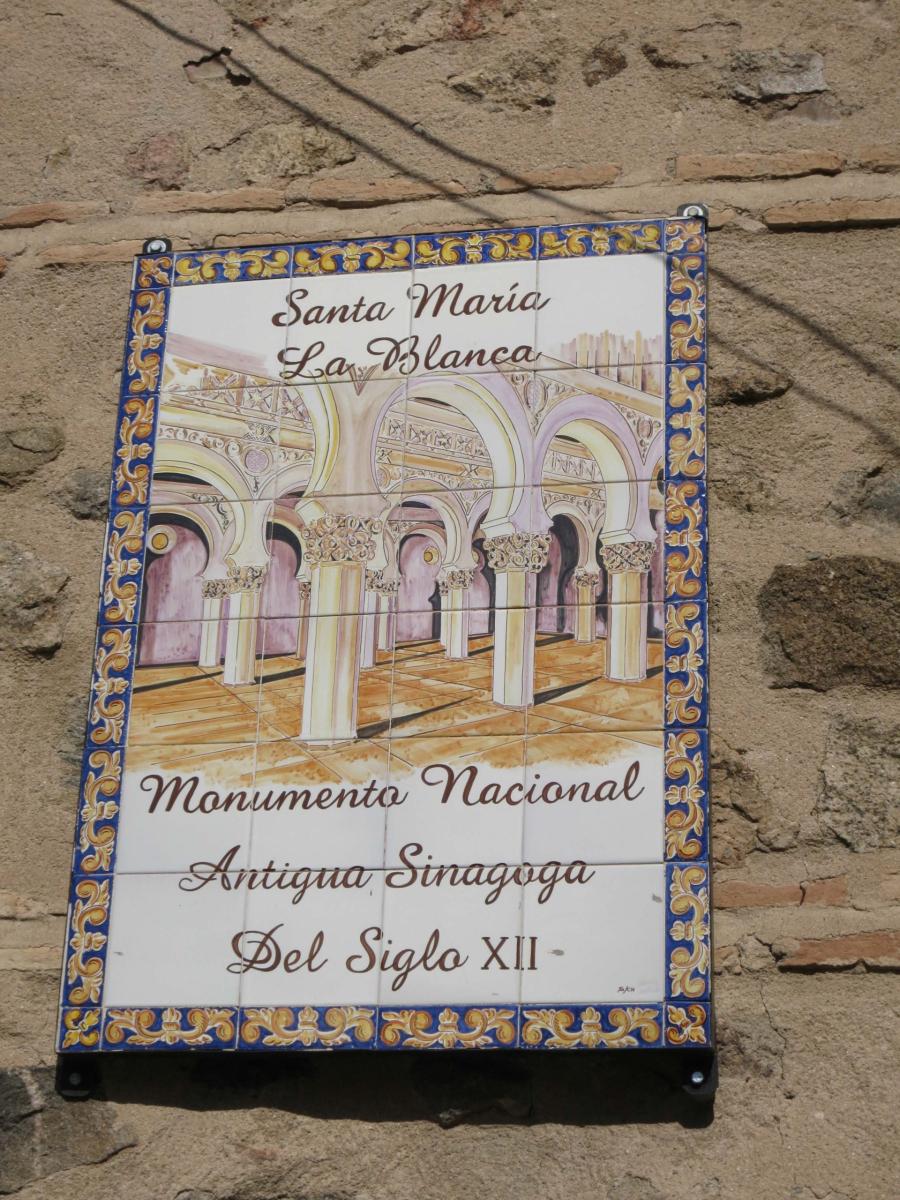 Santa María
La Blanca
Monumento Nacional
Antigua Sinagoga
Del Siglo XII